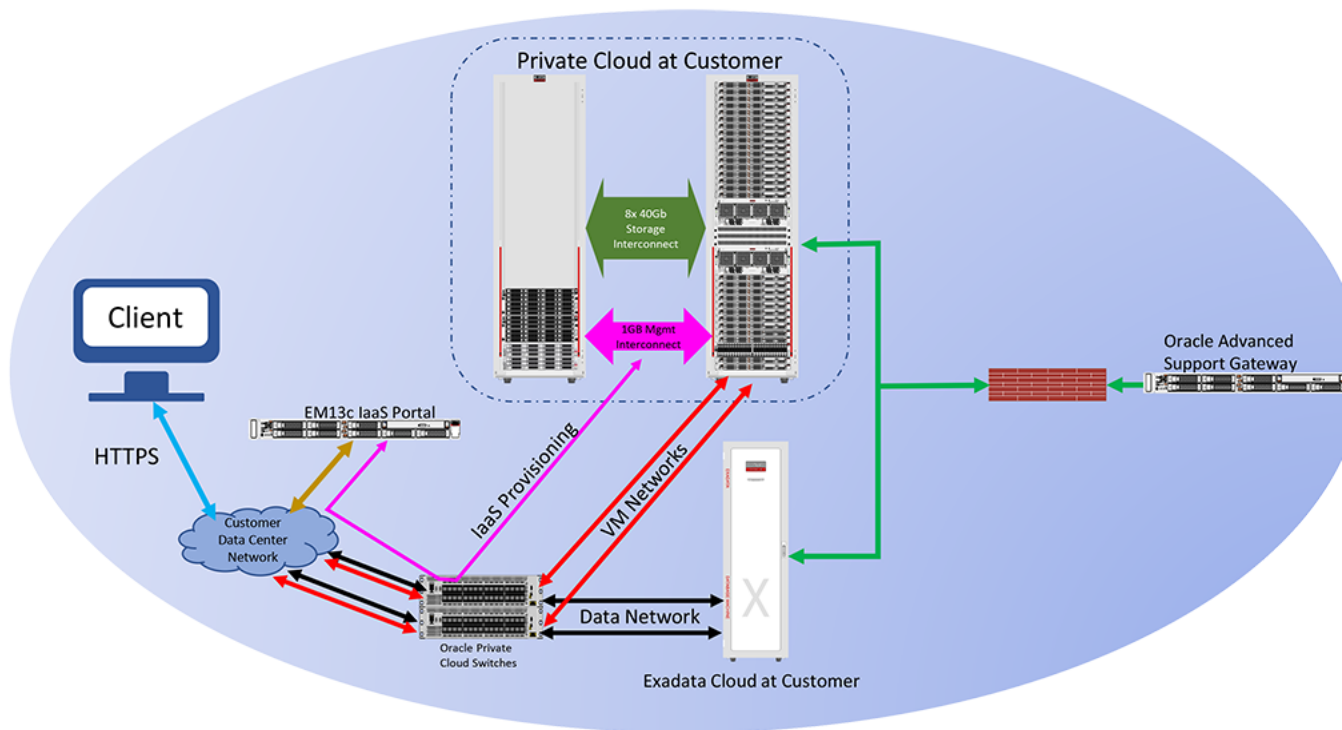 Private Cloud at Customer
8x 40Gb
Storage
Interconnect
1GB Mgmt
Interconnect
Client
HTTPS
EM13c IaaS Portal
Customer
Data Center
Network
IaaS Provisioning
VM Networks
Oracle Advanced
Support Gateway
Data Network
Oracle Private
Cloud Switches
EXADATA
X
Exadata Cloud at Customer